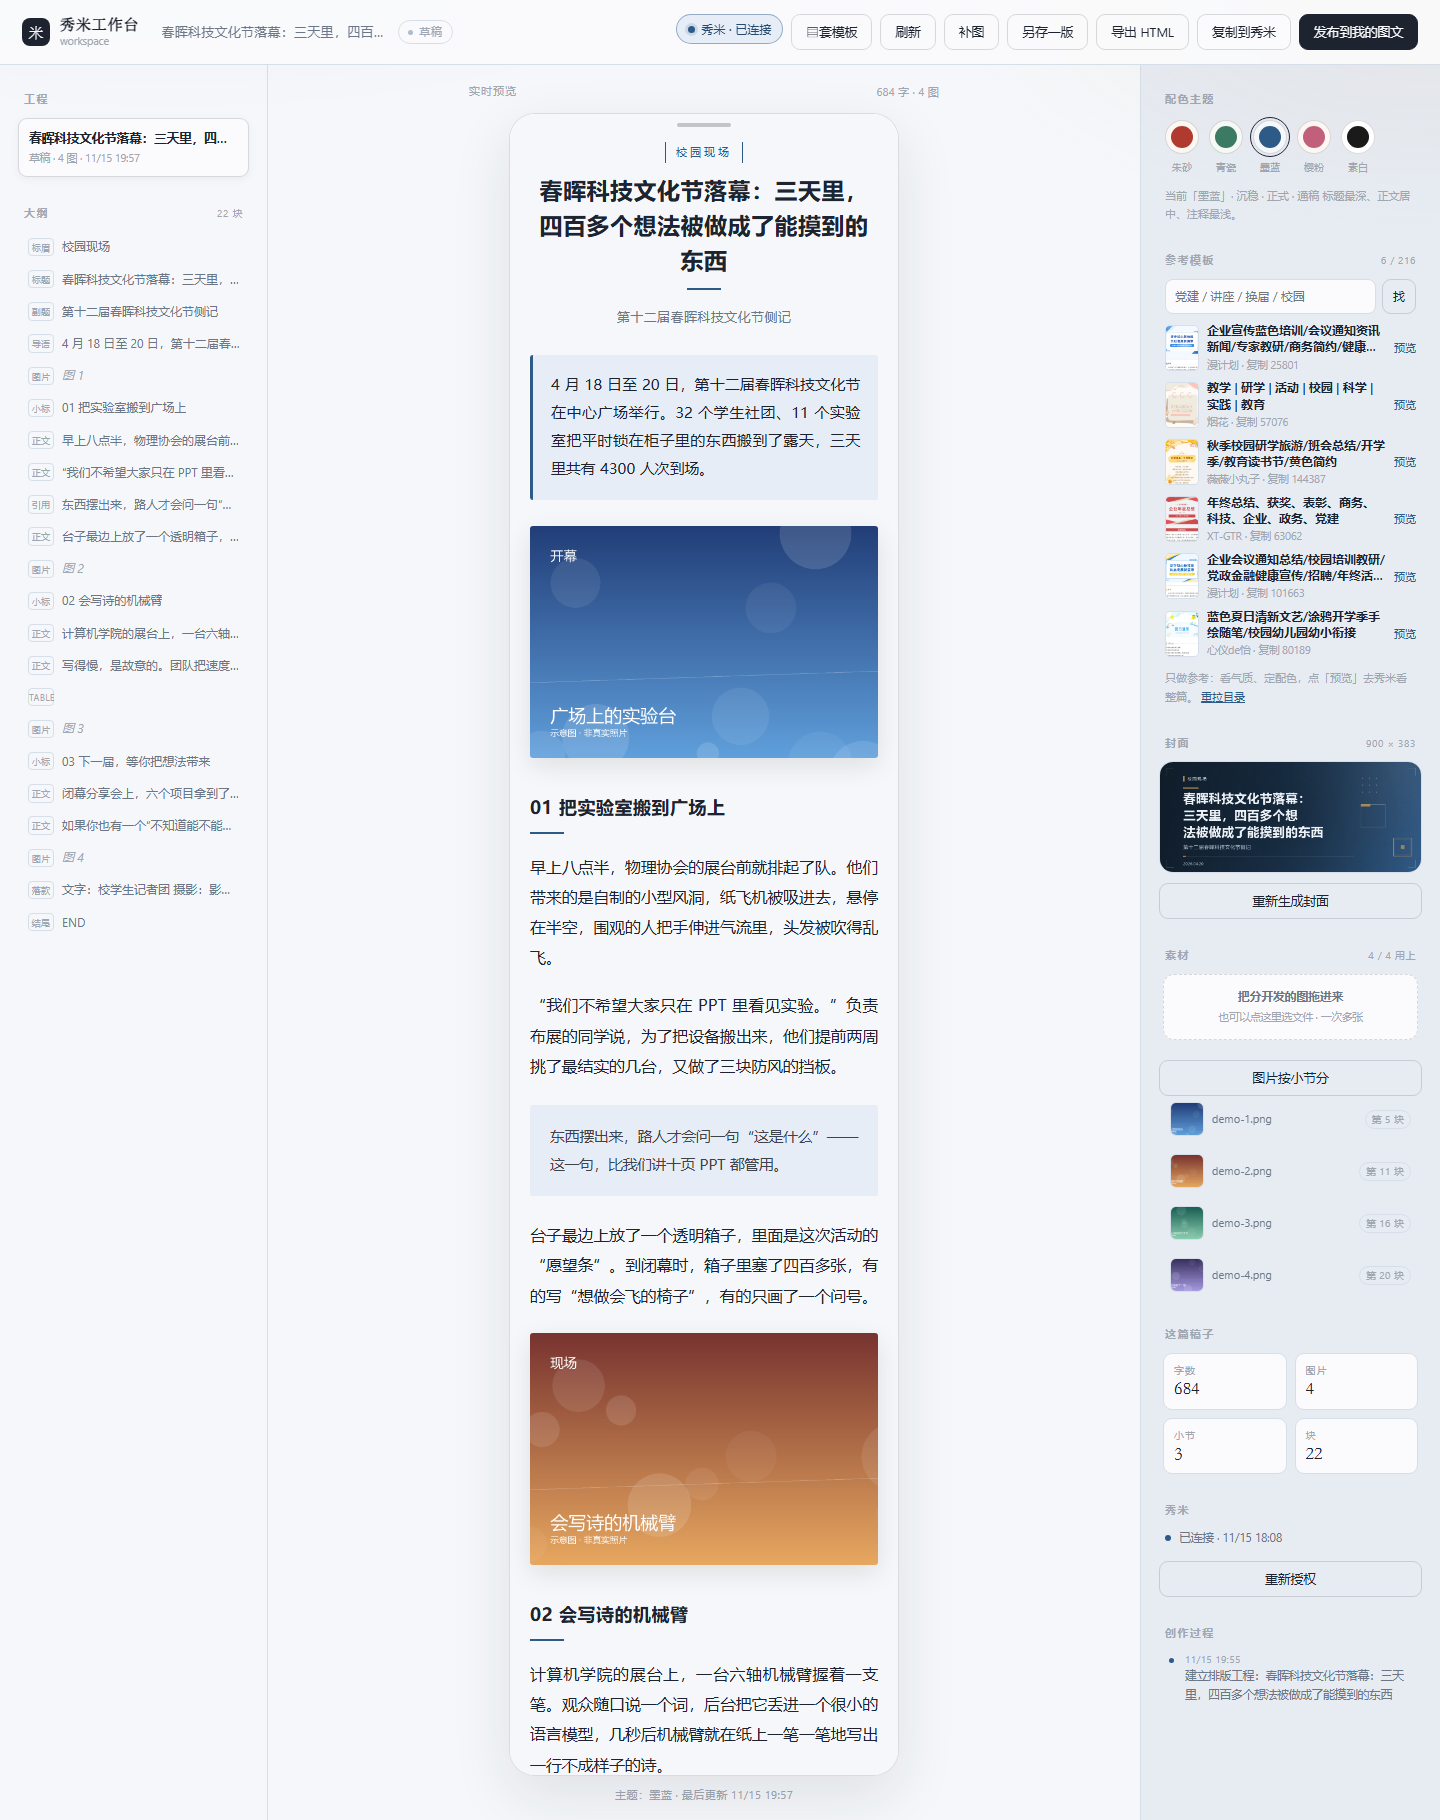 米
秀米工作台
workspace
春晖科技文化节落幕：三天里，四百...
草稿
秀米 · 已连接
套模板
刷新
补图
另存一版
导出 HTML
复制到秀米
发布到我的图文
工程
春晖科技文化节落幕：三天里，四...
草稿 · 4 图 · 11/15 19:57
大纲
22 块
标眉 校园现场
标题 春晖科技文化节落幕：三天里，...
副题 第十二届春晖科技文化节侧记
导语 4 月 18 日至 20 日，第十二届春...
图片 图 1
小标 01 把实验室搬到广场上
正文 早上八点半，物理协会的展台前...
正文 “我们不希望大家只在 PPT 里看...
引用 东西摆出来，路人才会问一句“...
正文 台子最边上放了一个透明箱子，...
图片 图 2
小标 02 会写诗的机械臂
正文 计算机学院的展台上，一台六轴...
正文 写得慢，是故意的。团队把速度...
TABLE
图片 图 3
小标 03 下一届，等你把想法带来
正文 闭幕分享会上，六个项目拿到了...
正文 如果你也有一个“不知道能不能...
图片 图 4
落款 文字：校学生记者团 摄影：影...
结尾 END
实时预览
684 字 · 4 图
校园现场
春晖科技文化节落幕：三天里，
四百多个想法被做成了能摸到的
东西
第十二届春晖科技文化节侧记
4 月 18 日至 20 日，第十二届春晖科技文化节
在中心广场举行。32 个学生社团、11 个实验
室把平时锁在柜子里的东西搬到了露天，三天
里共有 4300 人次到场。
开幕
广场上的实验台
示意图 · 非真实照片
01 把实验室搬到广场上
早上八点半，物理协会的展台前就排起了队。他们
带来的是自制的小型风洞，纸飞机被吸进去，悬停
在半空，围观的人把手伸进气流里，头发被吹得乱
飞。
“我们不希望大家只在 PPT 里看见实验。”负责
布展的同学说，为了把设备搬出来，他们提前两周
挑了最结实的几台，又做了三块防风的挡板。
东西摆出来，路人才会问一句“这是什么”——
这一句，比我们讲十页 PPT 都管用。
台子最边上放了一个透明箱子，里面是这次活动的
“愿望条”。到闭幕时，箱子里塞了四百多张，有
的写“想做会飞的椅子”，有的只画了一个问号。
现场
会写诗的机械臂
示意图 · 非真实照片
02 会写诗的机械臂
计算机学院的展台上，一台六轴机械臂握着一支
笔。观众随口说一个词，后台把它丢进一个很小的
语言模型，几秒后机械臂就在纸上一笔一笔地写出
一行不成样子的诗。
主题：墨蓝 · 最后更新 11/15 19:57
配色主题
朱砂
青瓷
墨蓝
樱粉
素白
当前「墨蓝」· 沉稳 · 正式 · 通稿 标题最深、正文居
中、注释最浅。
参考模板
6 / 216
党建 / 讲座 / 换届 / 校园
找
企业宣传蓝色培训/会议通知资讯
新闻/专家教研/商务简约/健康...
漫计划 · 复制 25801
预览
教学 | 研学 | 活动 | 校园 | 科学 |
实践 | 教育
烟花 · 复制 57076
预览
秋季校园研学旅游/班会总结/开学
季/教育读书节/黄色简约
薇薇小丸子 · 复制 144387
预览
年终总结、获奖、表彰、商务、
科技、企业、政务、党建
XT-GTR · 复制 63062
预览
企业会议通知总结/校园培训教研/
党政金融健康宣传/招聘/年终活...
漫计划 · 复制 101663
预览
蓝色夏日清新文艺/涂鸦开学季手
绘随笔/校园幼儿园幼小衔接
心仪de怡 · 复制 80189
预览
只做参考：看气质、定配色，点「预览」去秀米看
整篇。 重拉目录
封面
900 × 383
校园现场
春晖科技文化节落幕：
三天里，四百多个想
法被做成了能摸到的东西
第十二届春晖科技文化节侧记
重新生成封面
素材
4 / 4 用上
把分开发的图拖进来
也可以点这里选文件 · 一次多张
图片按小节分
demo-1.png
第 5 块
demo-2.png
第 11 块
demo-3.png
第 16 块
demo-4.png
第 20 块
这篇稿子
字数
684
图片
4
小节
3
块
22
秀米
已连接 · 11/15 18:08
重新授权
创作过程
11/15 19:55
建立排版工程：春晖科技文化节落幕：三天
里，四百多个想法被做成了能摸到的东西